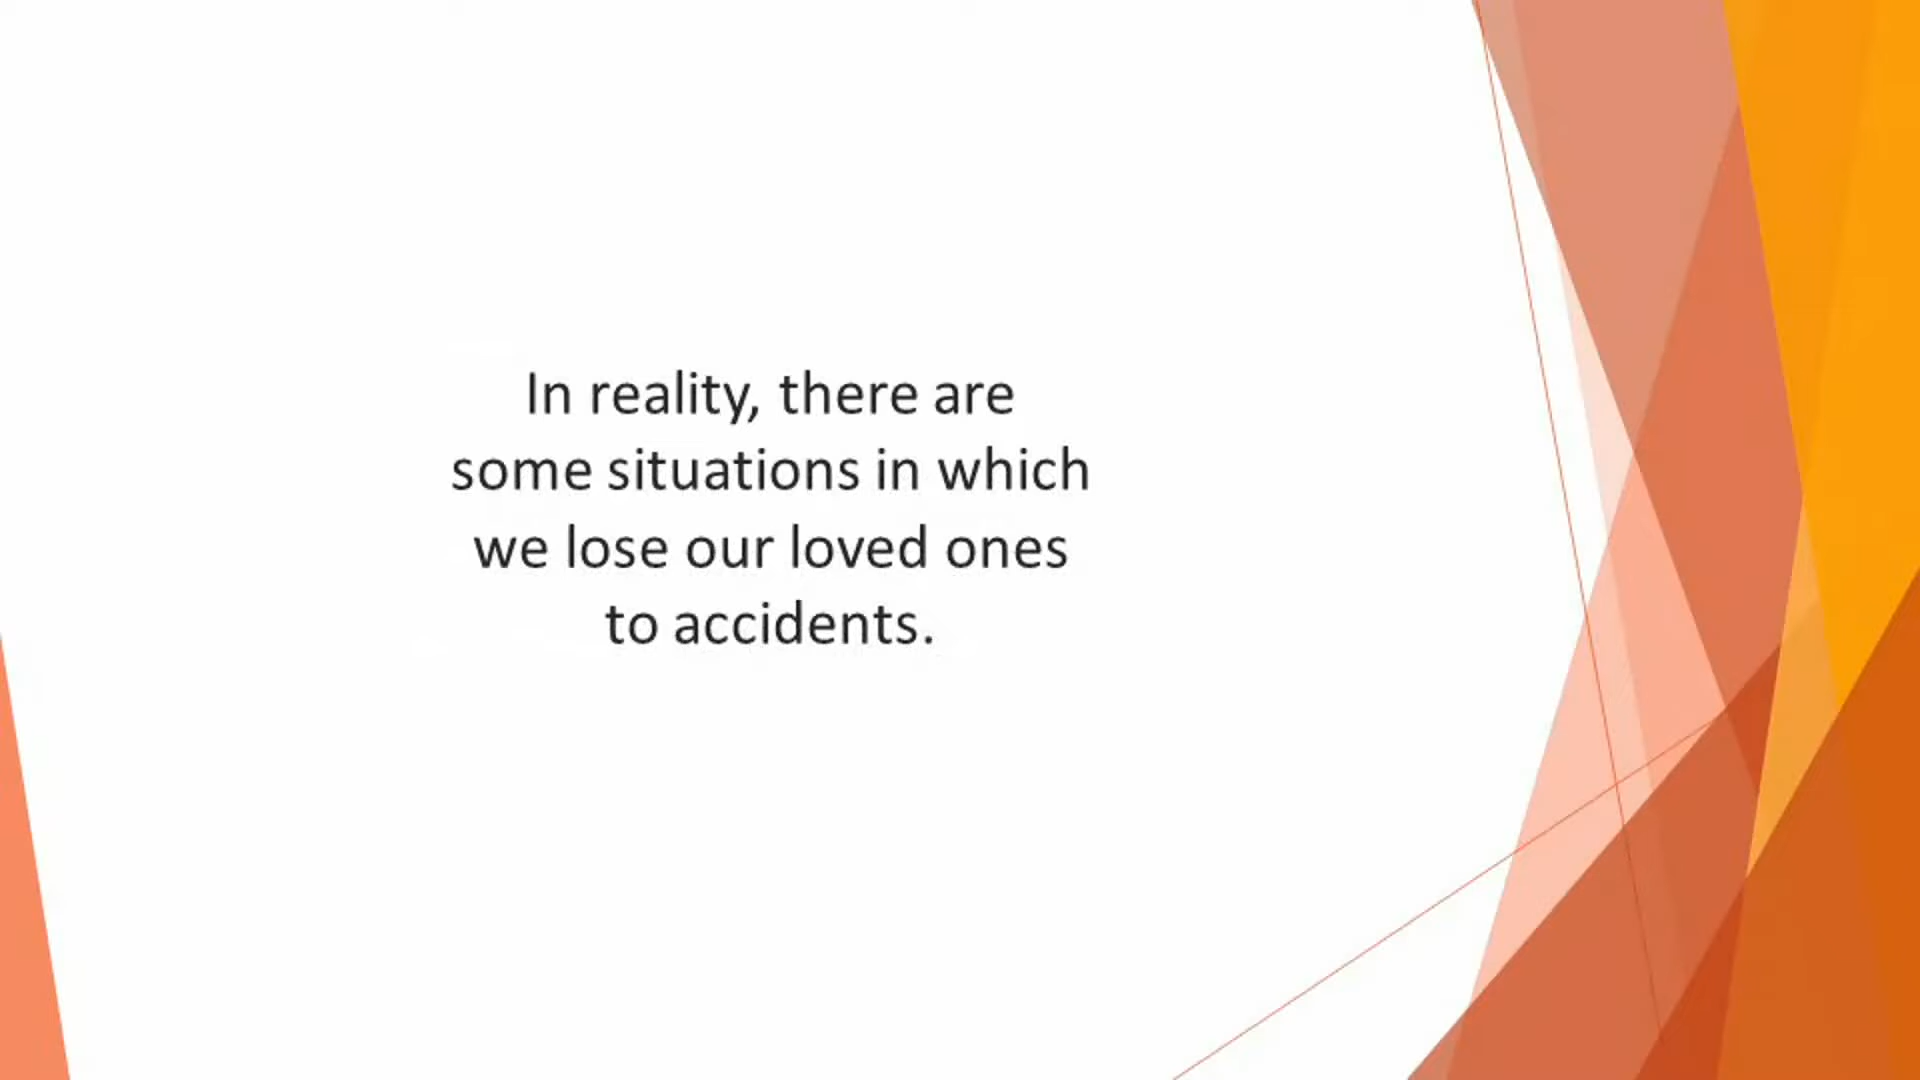 In reality, there are
some situations in which
we lose our loved ones
to accidents.